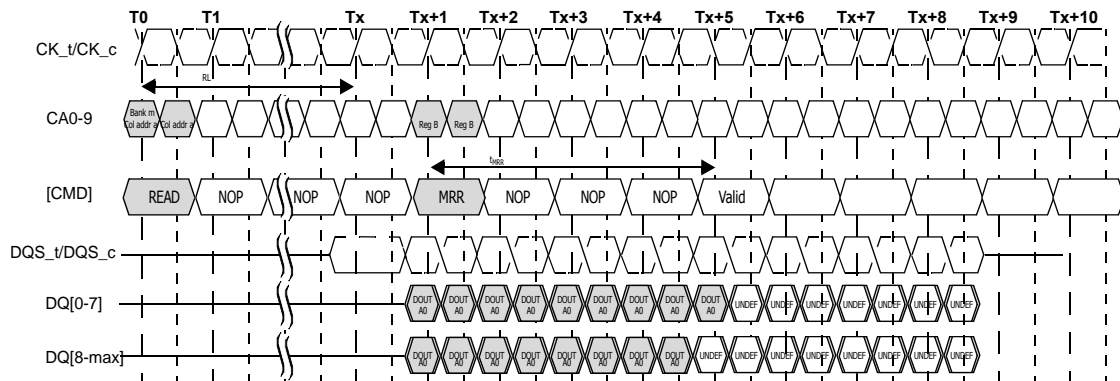 T0 T1 Tx Tx+1 Tx+2 Tx+3 Tx+4 Tx+5 Tx+6 Tx+7 Tx+8 Tx+9 Tx+10
CK_t/CK_c
RL
CA0-9 Bank m Col addr a Col addr a Reg B Reg B
tMRR
[CMD] READ NOP NOP NOP MRR NOP NOP NOP Valid
DQS_t/DQS_c
DQ[0-7] DOUT A0 DOUT A0 DOUT A0 DOUT A0 DOUT A0 DOUT A0 DOUT A0 DOUT A0 DOUT A0 UNDEF UNDEF UNDEF UNDEF UNDEF UNDEF UNDEF
DQ[8-max] DOUT A0 DOUT A0 DOUT A0 DOUT A0 DOUT A0 DOUT A0 DOUT A0 DOUT A0 UNDEF UNDEF UNDEF UNDEF UNDEF UNDEF UNDEF UNDEF